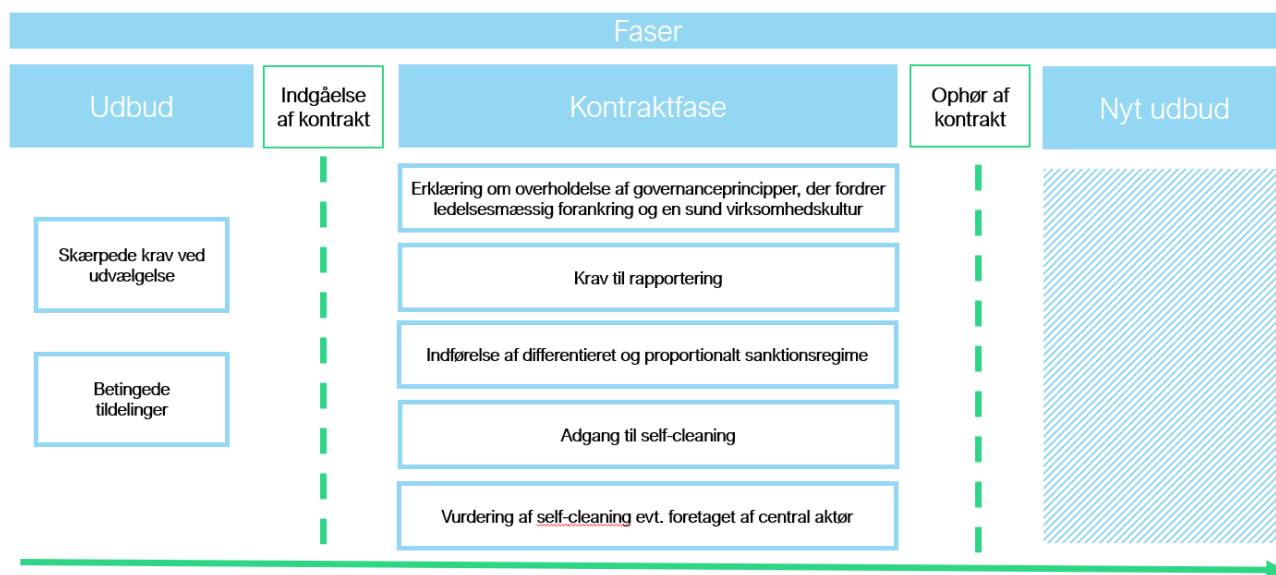 Faser
Udbud
Indgåelse
af kontrakt
Kontraktfase
Ophør af
kontrakt
Nyt udbud
Skærpede krav ved
udvælgelse
Betingede
tildelinger
Erklæring om overholdelse af governanceprincipper, der fordrer
ledelsesmæssig forankring og en sund virksomhedskultur
Krav til rapportering
Indførelse af differentieret og proportionalt sanktionsregime
Adgang til self-cleaning
Vurdering af self-cleaning evt. foretaget af central aktør